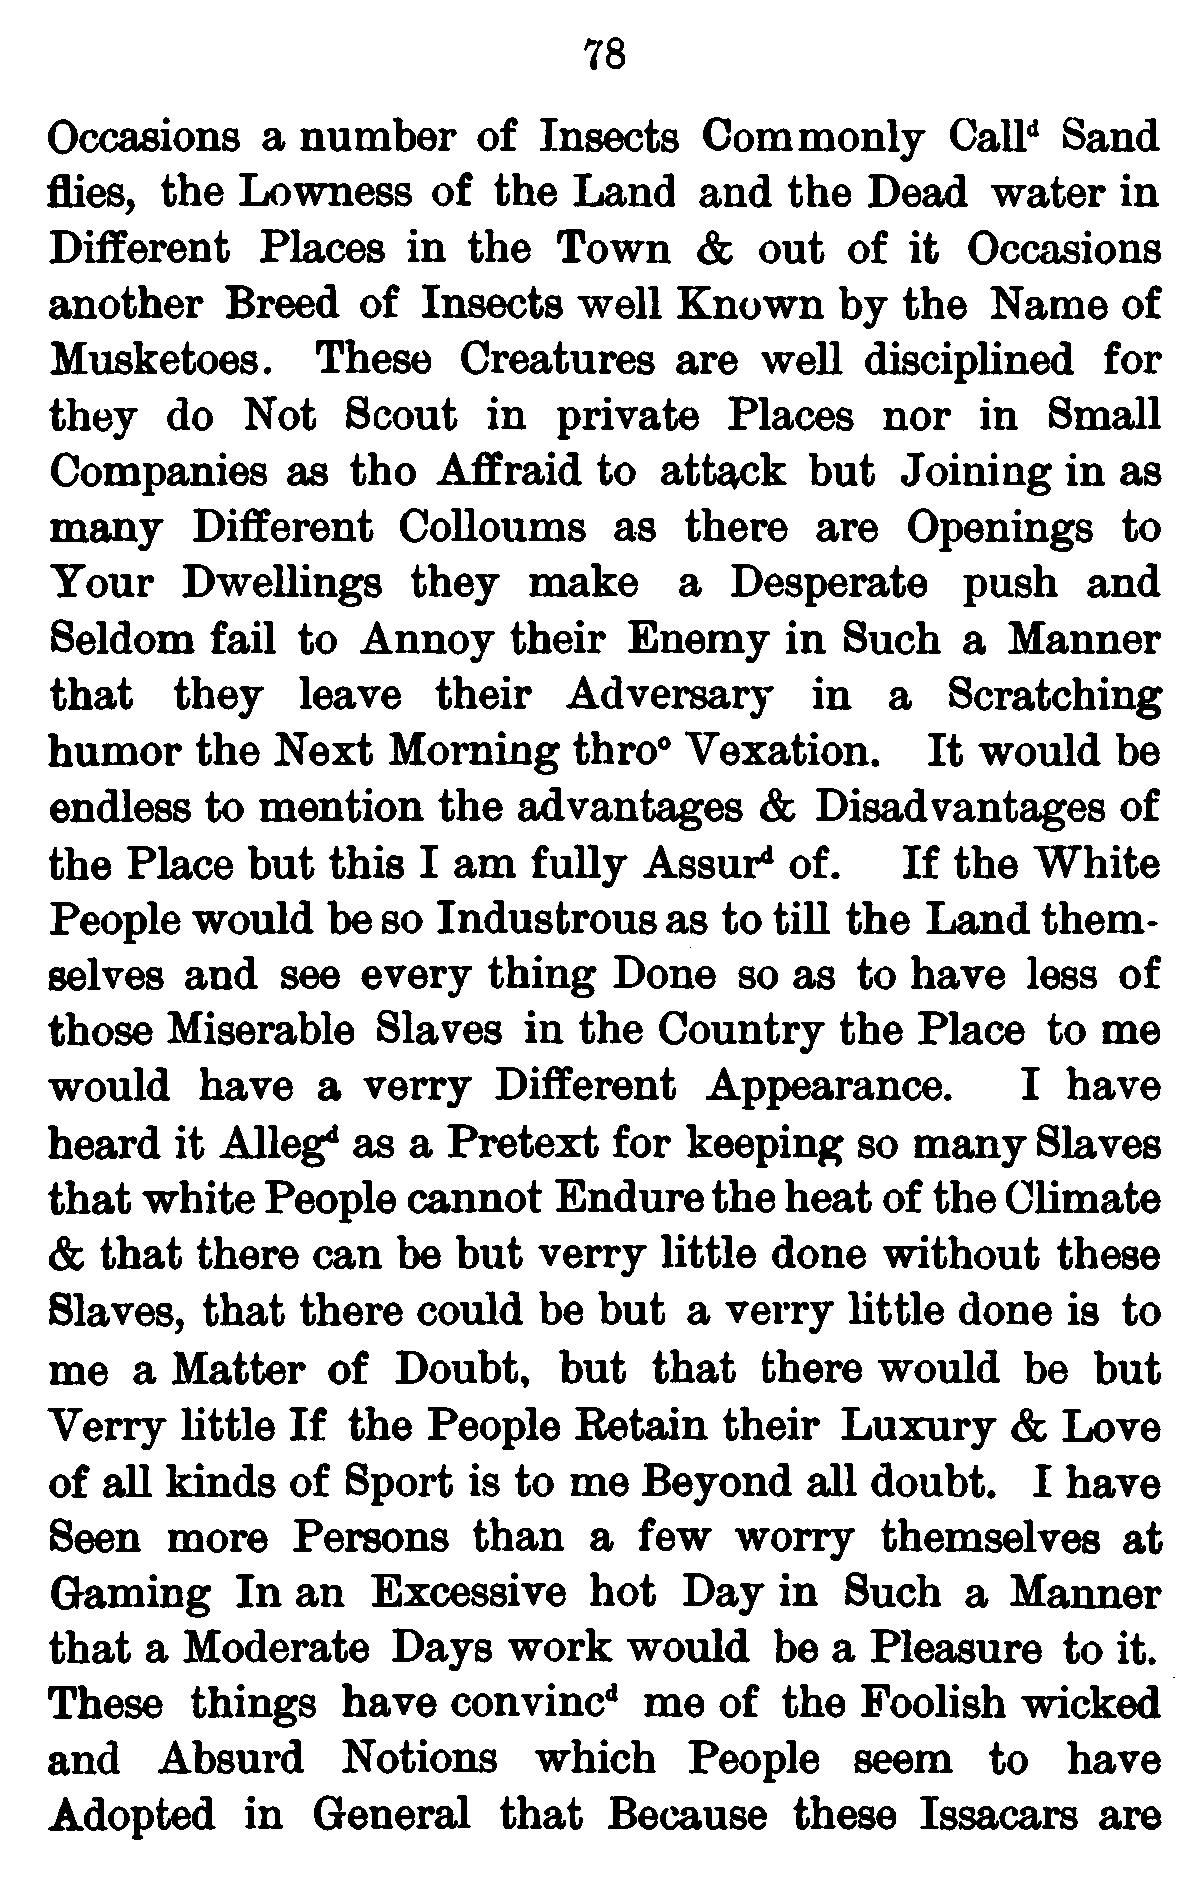 78
Occasions a number of Insects Commonly Callᵈ Sand
flies, the Lowness of the Land and the Dead water in
Different Places in the Town & out of it Occasions
another Breed of Insects well Known by the Name of
Musketoes. These Creatures are well disciplined for
they do Not Scout in private Places nor in Small
Companies as tho Affraid to attack but Joining in as
many Different Colloums as there are Openings to
Your Dwellings they make a Desperate push and
Seldom fail to Annoy their Enemy in Such a Manner
that they leave their Adversary in a Scratching
humor the Next Morning thro° Vexation. It would be
endless to mention the advantages & Disadvantages of
the Place but this I am fully Assurᵈ of. If the White
People would be so Industrous as to till the Land them-
selves and see every thing Done so as to have less of
those Miserable Slaves in the Country the Place to me
would have a verry Different Appearance. I have
heard it Allegᵈ as a Pretext for keeping so many Slaves
that white People cannot Endure the heat of the Climate
& that there can be but verry little done without these
Slaves, that there could be but a verry little done is to
me a Matter of Doubt, but that there would be but
Verry little If the People Retain their Luxury & Love
of all kinds of Sport is to me Beyond all doubt. I have
Seen more Persons than a few worry themselves at
Gaming In an Excessive hot Day in Such a Manner
that a Moderate Days work would be a Pleasure to it.
These things have convincᵈ me of the Foolish wicked
and Absurd Notions which People seem to have
Adopted in General that Because these Issacars are